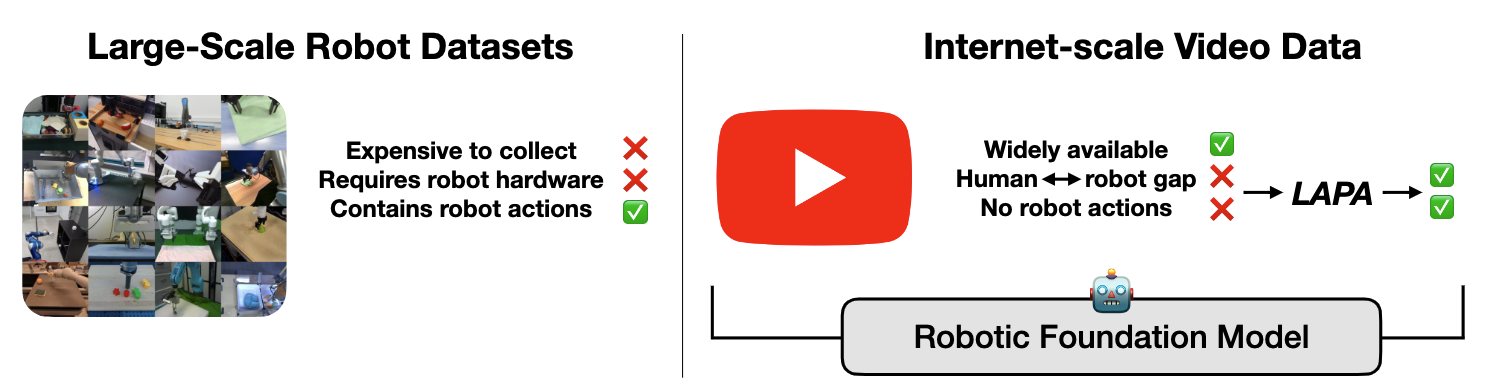 Large-Scale Robot Datasets
Expensive to collect
Requires robot hardware
Contains robot actions
Internet-scale Video Data
Widely available
Human ↔ robot gap
No robot actions
LAPA
Robotic Foundation Model